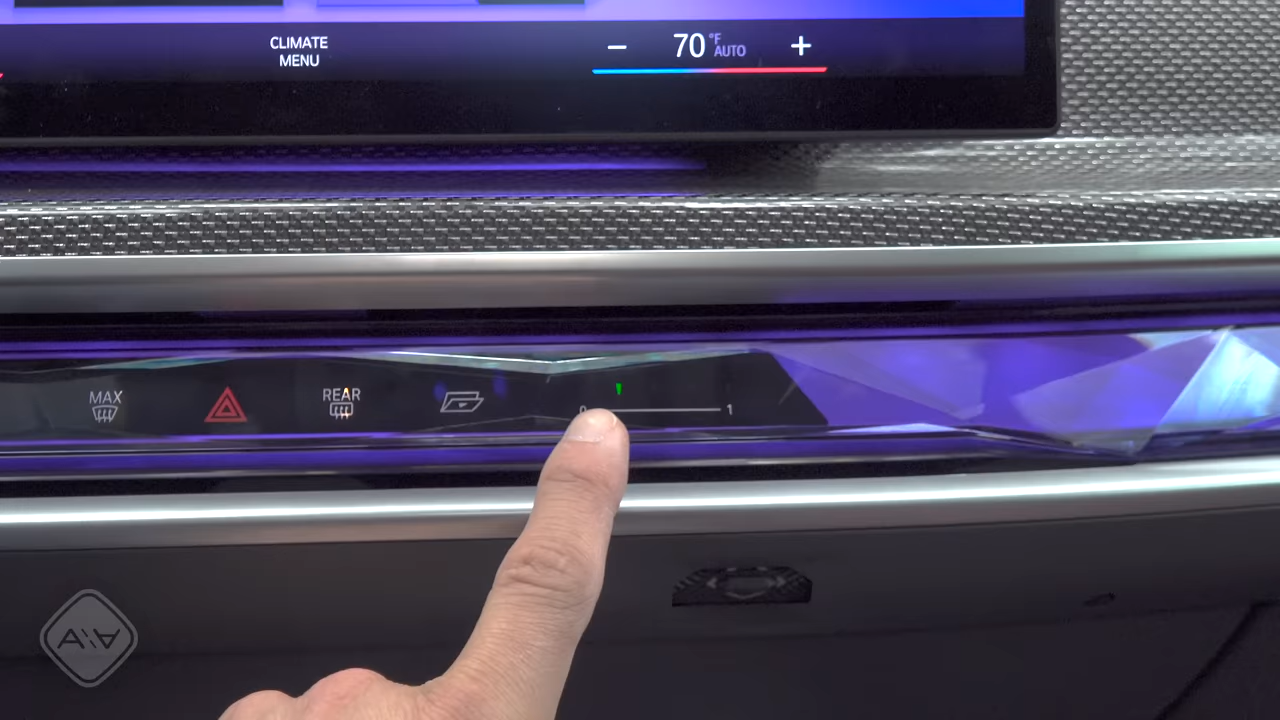 CLIMATE
MENU
− 70 °F AUTO +
MAX
REAR
0 1